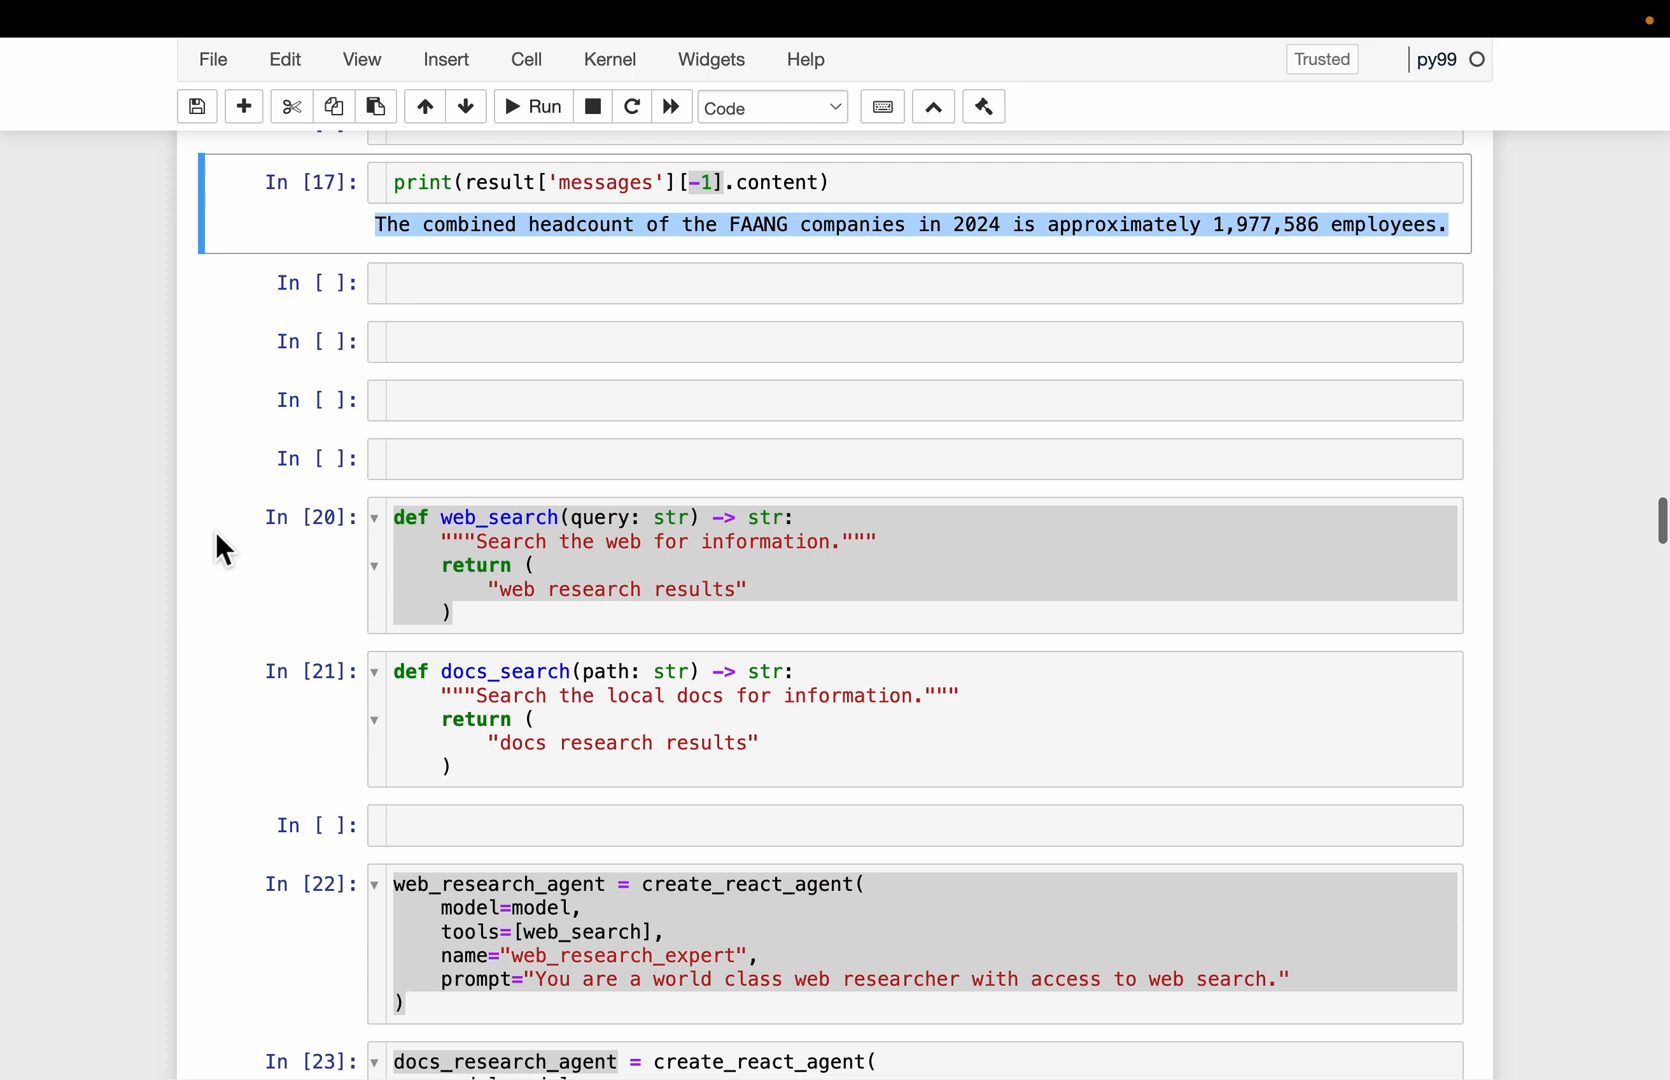 File Edit View Insert Cell Kernel Widgets Help Trusted py99
Run Code
In [17]: print(result['messages'][-1].content)
The combined headcount of the FAANG companies in 2024 is approximately 1,977,586 employees.
In [ ]:
In [ ]:
In [ ]:
In [ ]:
In [20]: def web_search(query: str) -> str:
"""Search the web for information."""
return (
"web research results"
)
In [21]: def docs_search(path: str) -> str:
"""Search the local docs for information."""
return (
"docs research results"
)
In [ ]:
In [22]: web_research_agent = create_react_agent(
model=model,
tools=[web_search],
name="web_research_expert",
prompt="You are a world class web researcher with access to web search."
)
In [23]: docs_research_agent = create_react_agent(